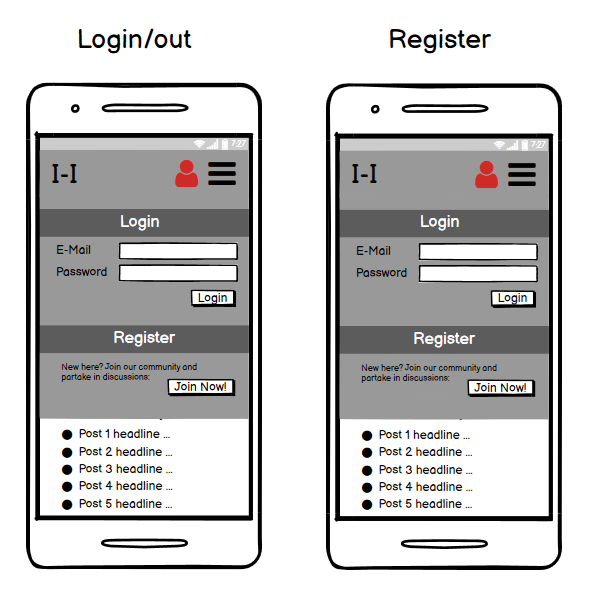 Login/out
7:27
I-I
Login
E-Mail
Password
Login
Register
New here? Join our community and
partake in discussions:
Join Now!
Post 1 headline ...
Post 2 headline ...
Post 3 headline ...
Post 4 headline ...
Post 5 headline ...
Register
7:27
I-I
Login
E-Mail
Password
Login
Register
New here? Join our community and
partake in discussions:
Join Now!
Post 1 headline ...
Post 2 headline ...
Post 3 headline ...
Post 4 headline ...
Post 5 headline ...